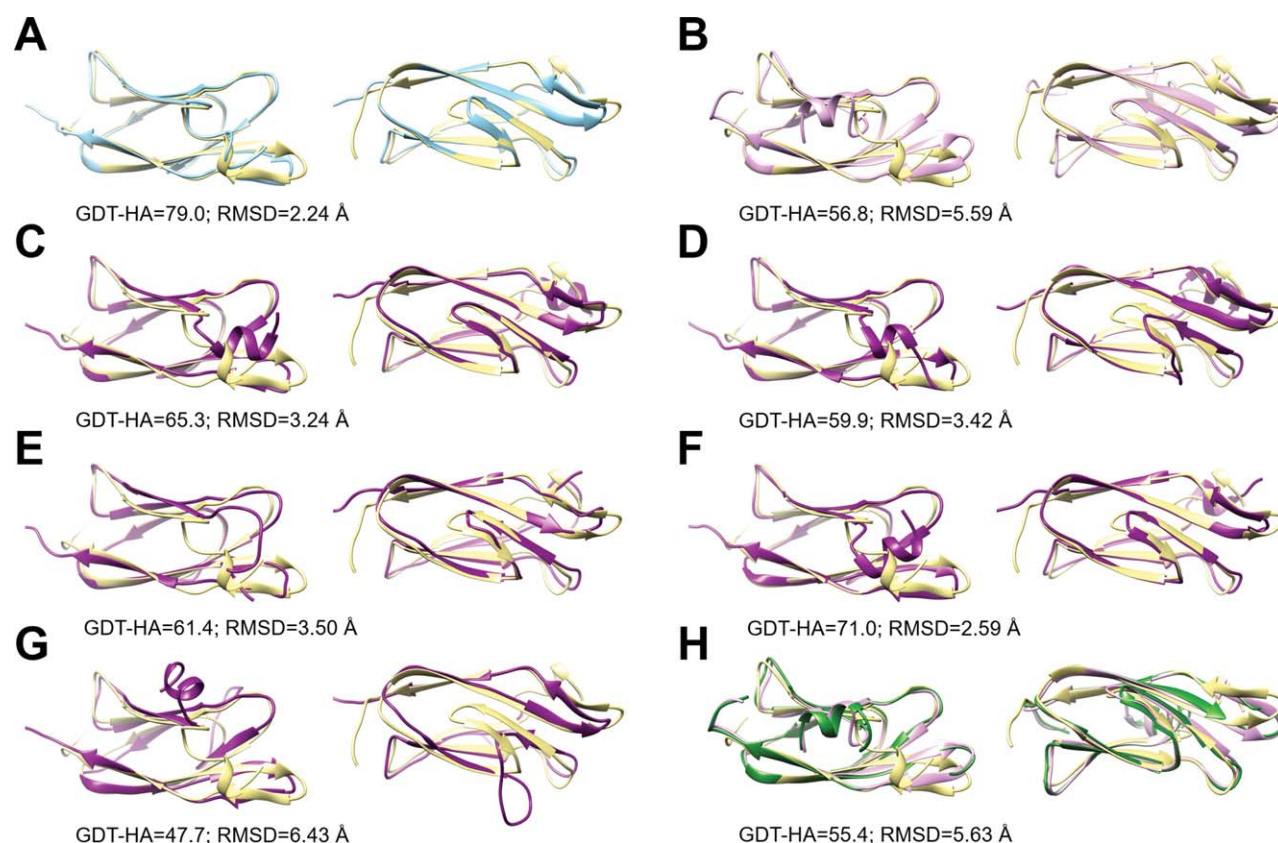 A
B
GDT-HA=79.0; RMSD=2.24 Å
GDT-HA=56.8; RMSD=5.59 Å
C
D
GDT-HA=65.3; RMSD=3.24 Å
GDT-HA=59.9; RMSD=3.42 Å
E
F
GDT-HA=61.4; RMSD=3.50 Å
GDT-HA=71.0; RMSD=2.59 Å
G
H
GDT-HA=47.7; RMSD=6.43 Å
GDT-HA=55.4; RMSD=5.63 Å